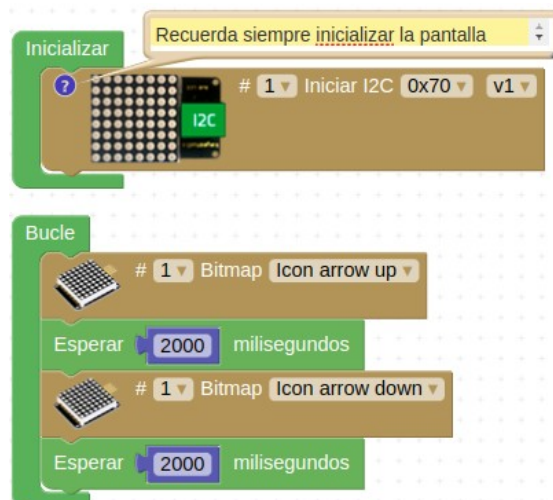 Recuerda siempre inicializar la pantalla
Inicializar
? I2C # 1 Iniciar I2C 0x70 v1
Bucle
# 1 Bitmap Icon arrow up
Esperar 2000 milisegundos
# 1 Bitmap Icon arrow down
Esperar 2000 milisegundos